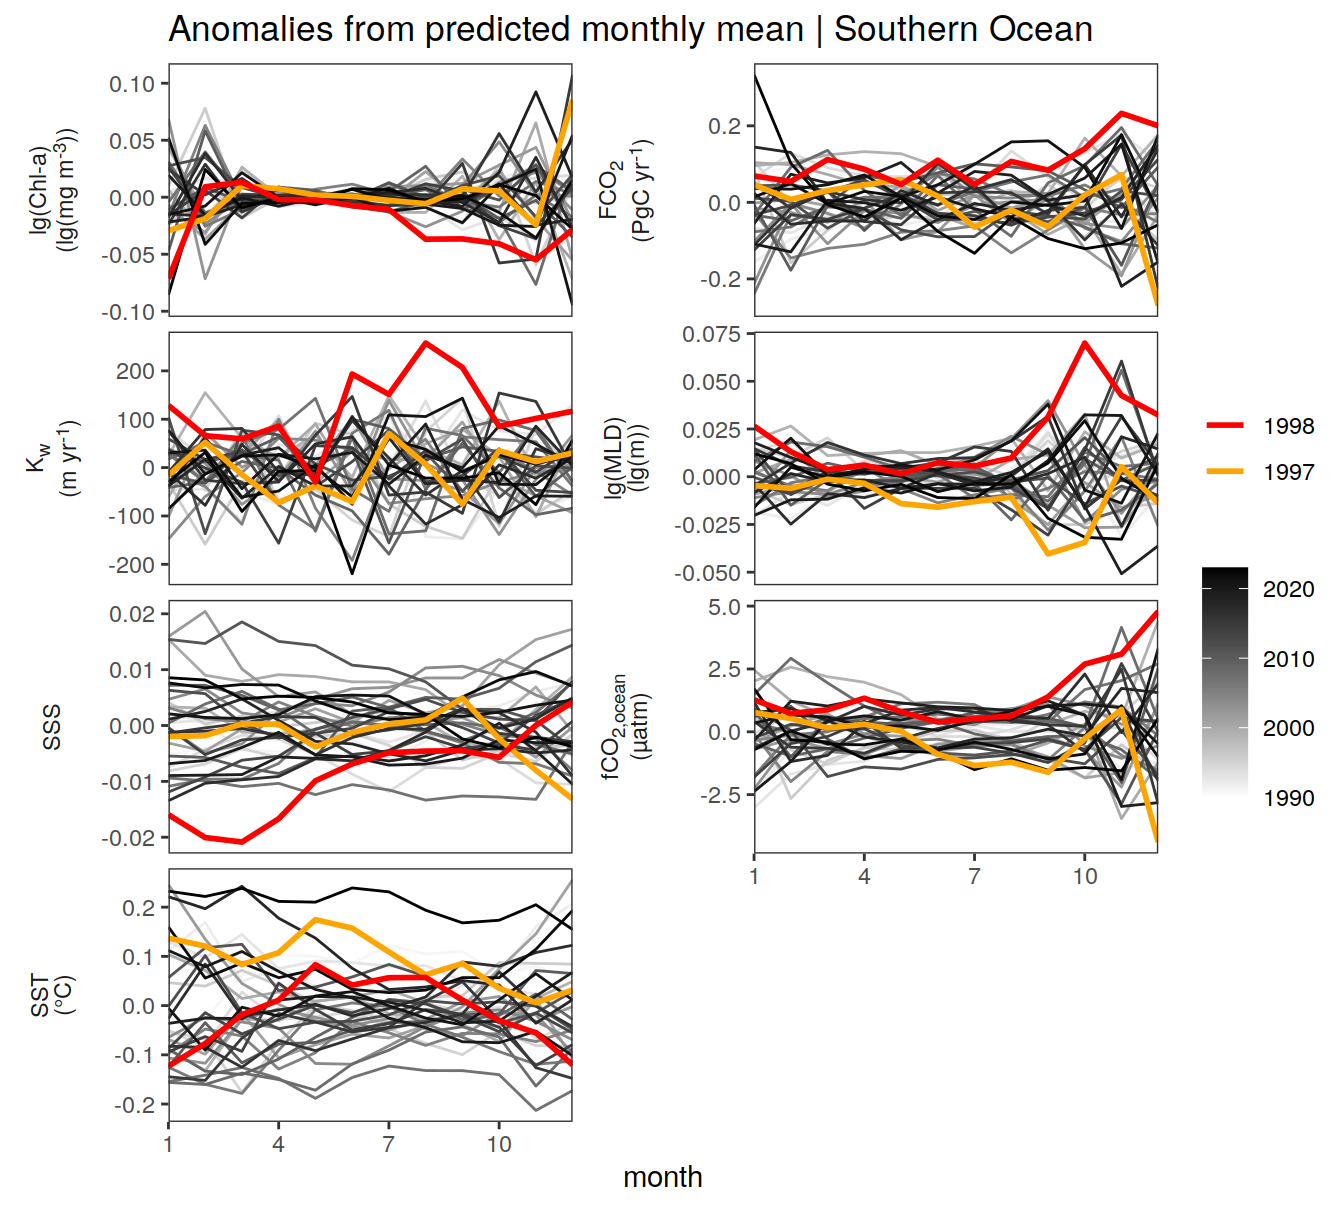 Anomalies from predicted monthly mean | Southern Ocean
lg(Chl-a)
(lg(mg m⁻³))
0.10
0.05
0.00
-0.05
-0.10
FCO₂
(PgC yr⁻¹)
0.2
0.0
-0.2
Kw
(m yr⁻¹)
200
100
0
-100
-200
lg(MLD)
(lg(m))
0.075
0.050
0.025
0.000
-0.025
-0.050
SSS
0.02
0.01
0.00
-0.01
-0.02
fCO2,ocean
(µatm)
5.0
2.5
0.0
-2.5
1 4 7 10
SST
(°C)
0.2
0.1
0.0
-0.1
-0.2
1 4 7 10
month
1998
1997
2020
2010
2000
1990